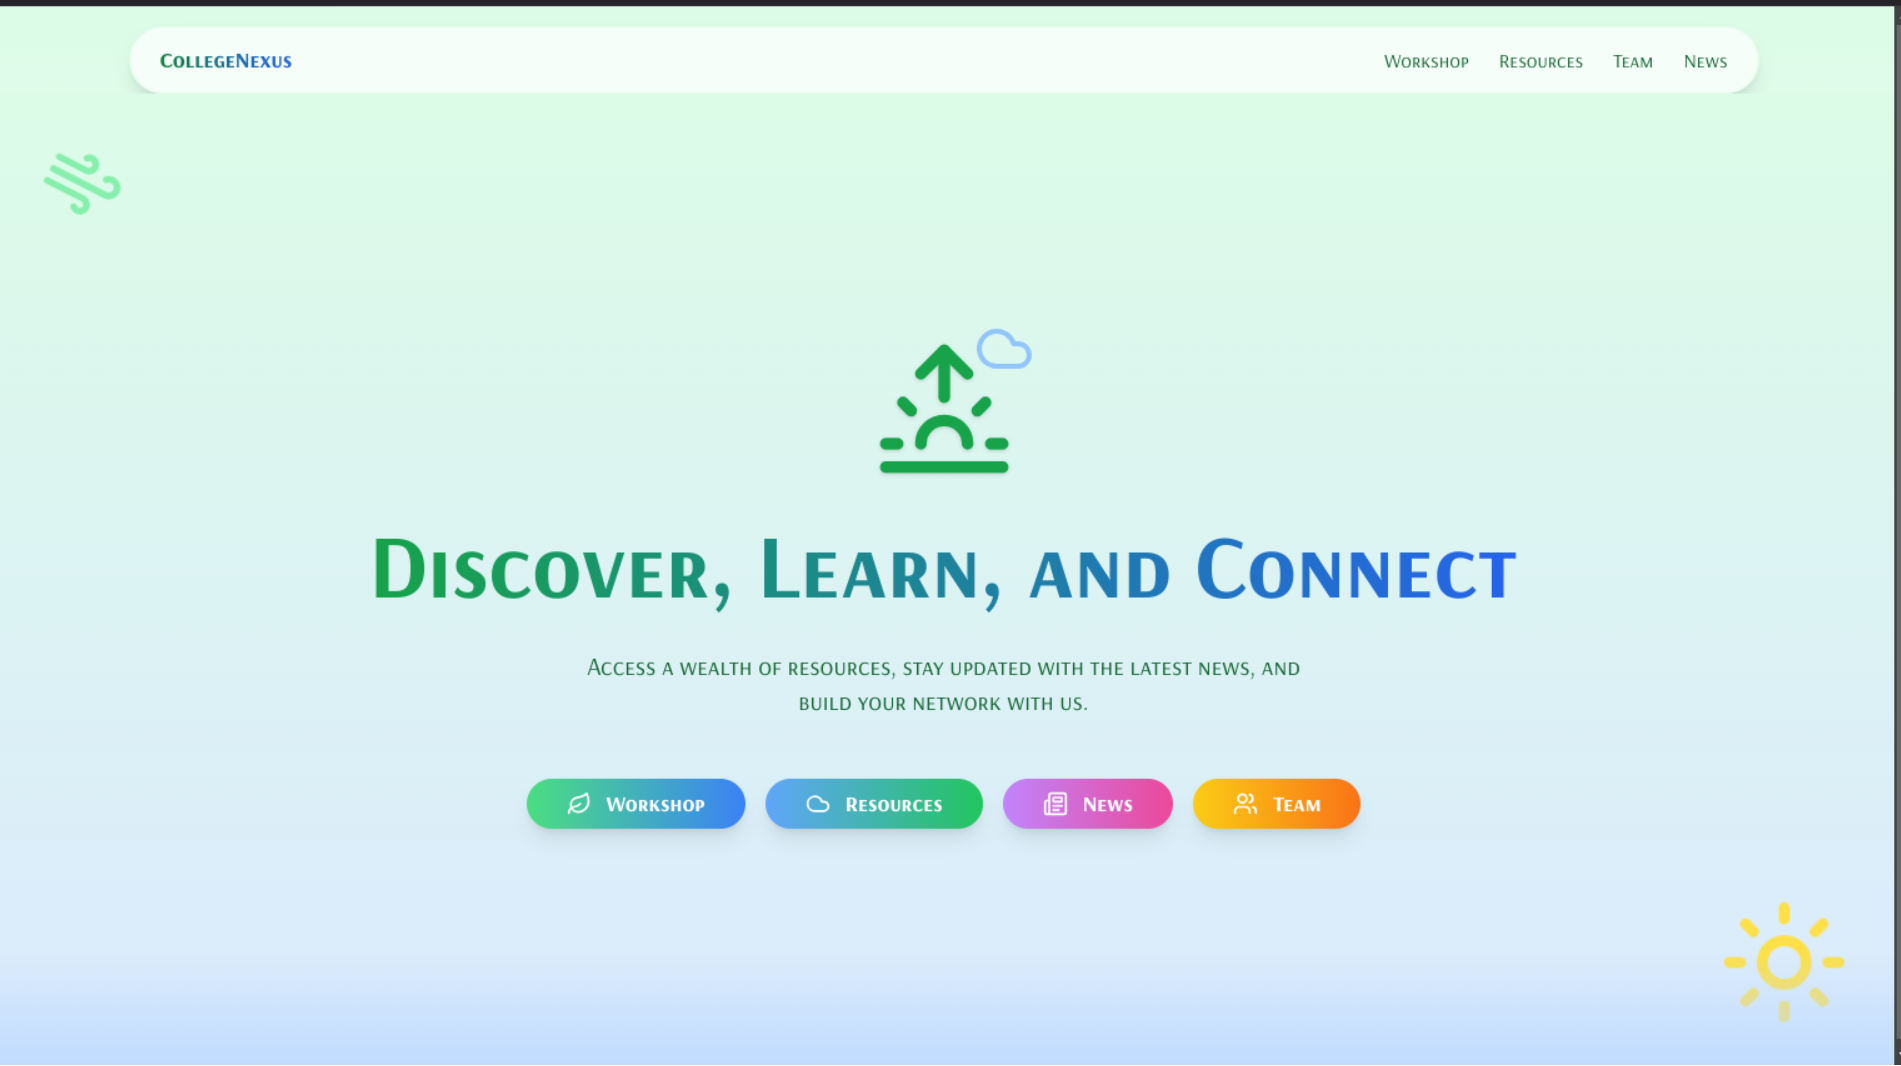 CollegeNexus
Workshop Resources Team News
Discover, Learn, and Connect
Access a wealth of resources, stay updated with the latest news, and
build your network with us.
Workshop Resources News Team